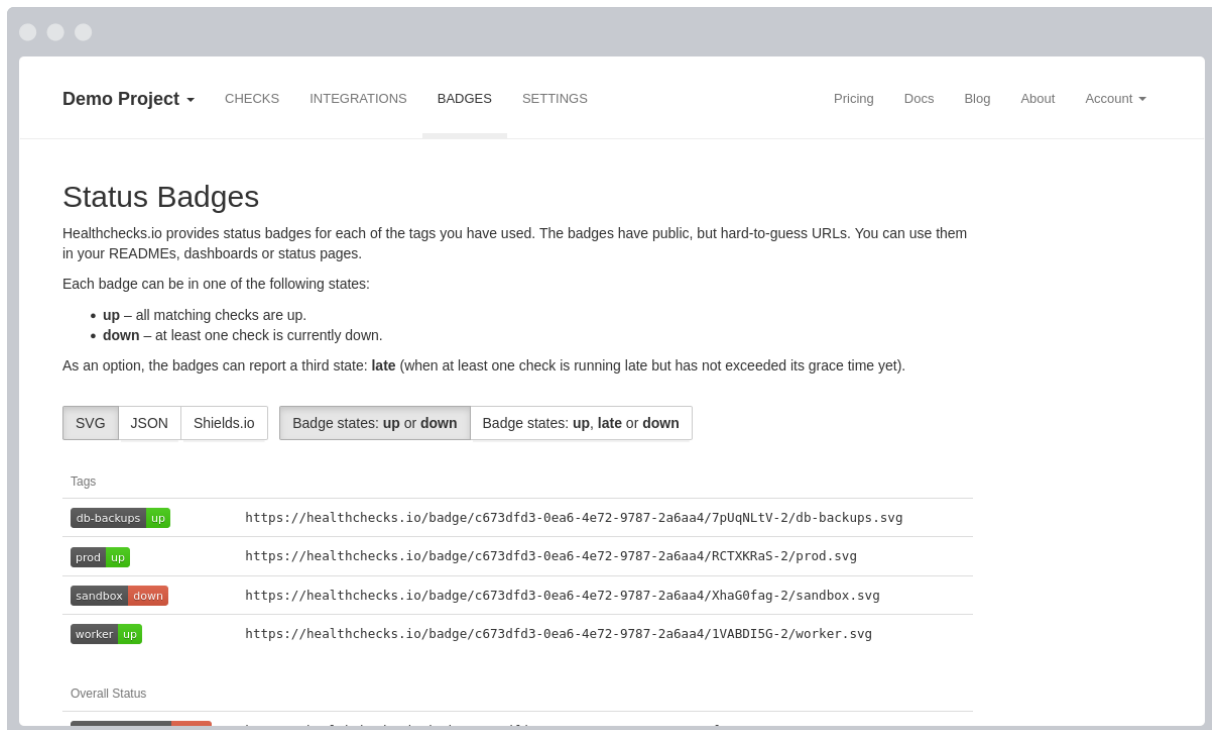 Demo Project CHECKS INTEGRATIONS BADGES SETTINGS Pricing Docs Blog About Account
Status Badges
Healthchecks.io provides status badges for each of the tags you have used. The badges have public, but hard-to-guess URLs. You can use them
in your READMEs, dashboards or status pages.
Each badge can be in one of the following states:
• up – all matching checks are up.
• down – at least one check is currently down.
As an option, the badges can report a third state: late (when at least one check is running late but has not exceeded its grace time yet).
SVG JSON Shields.io Badge states: up or down Badge states: up, late or down
Tags
db-backups up https://healthchecks.io/badge/c673dfd3-0ea6-4e72-9787-2a6aa4/7pUqNLtV-2/db-backups.svg
prod up https://healthchecks.io/badge/c673dfd3-0ea6-4e72-9787-2a6aa4/RCTXKRaS-2/prod.svg
sandbox down https://healthchecks.io/badge/c673dfd3-0ea6-4e72-9787-2a6aa4/XhaG0fag-2/sandbox.svg
worker up https://healthchecks.io/badge/c673dfd3-0ea6-4e72-9787-2a6aa4/1VABDI5G-2/worker.svg
Overall Status